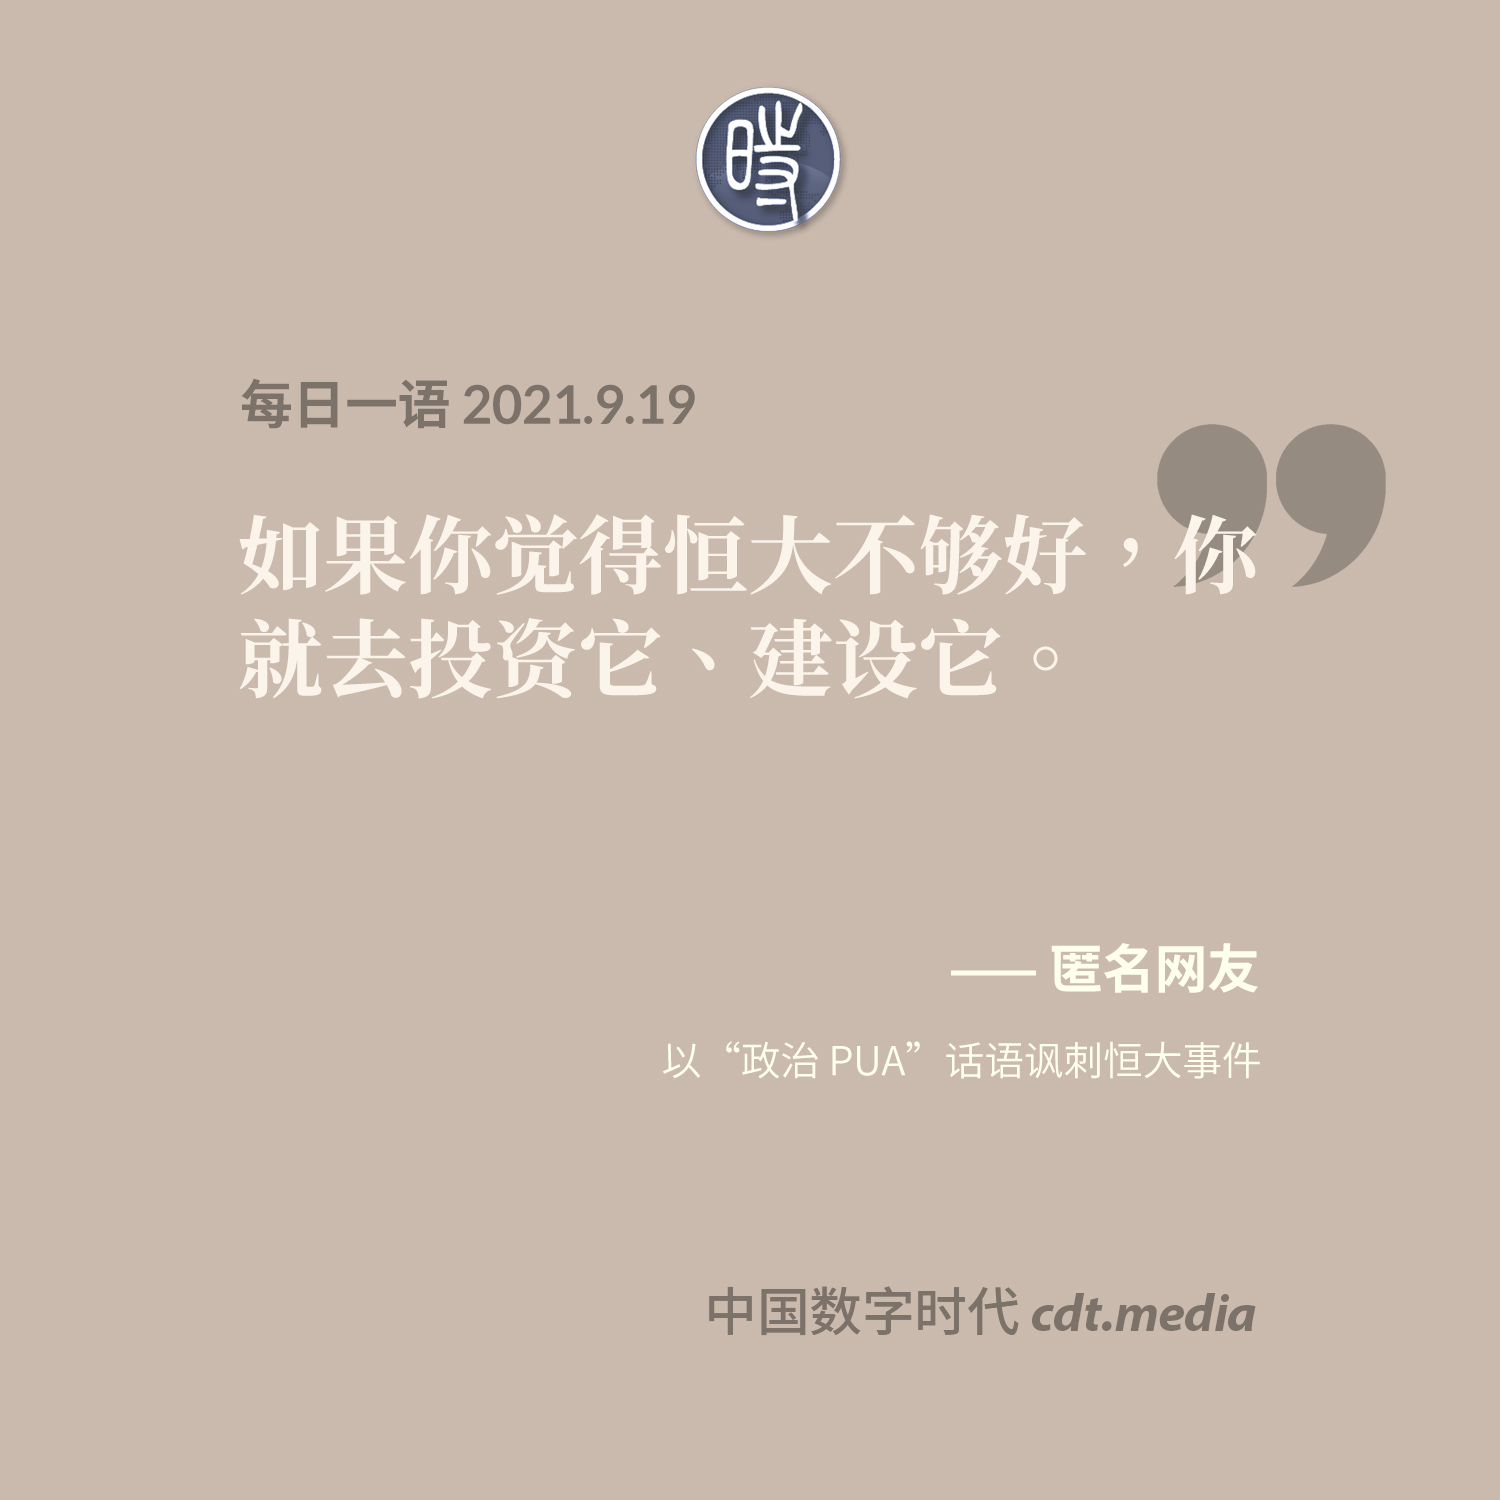 時
每日一语 2021.9.19
如果你觉得恒大不够好，你
就去投资它、建设它。
—— 匿名网友
以“政治 PUA”话语讽刺恒大事件
中国数字时代 cdt.media